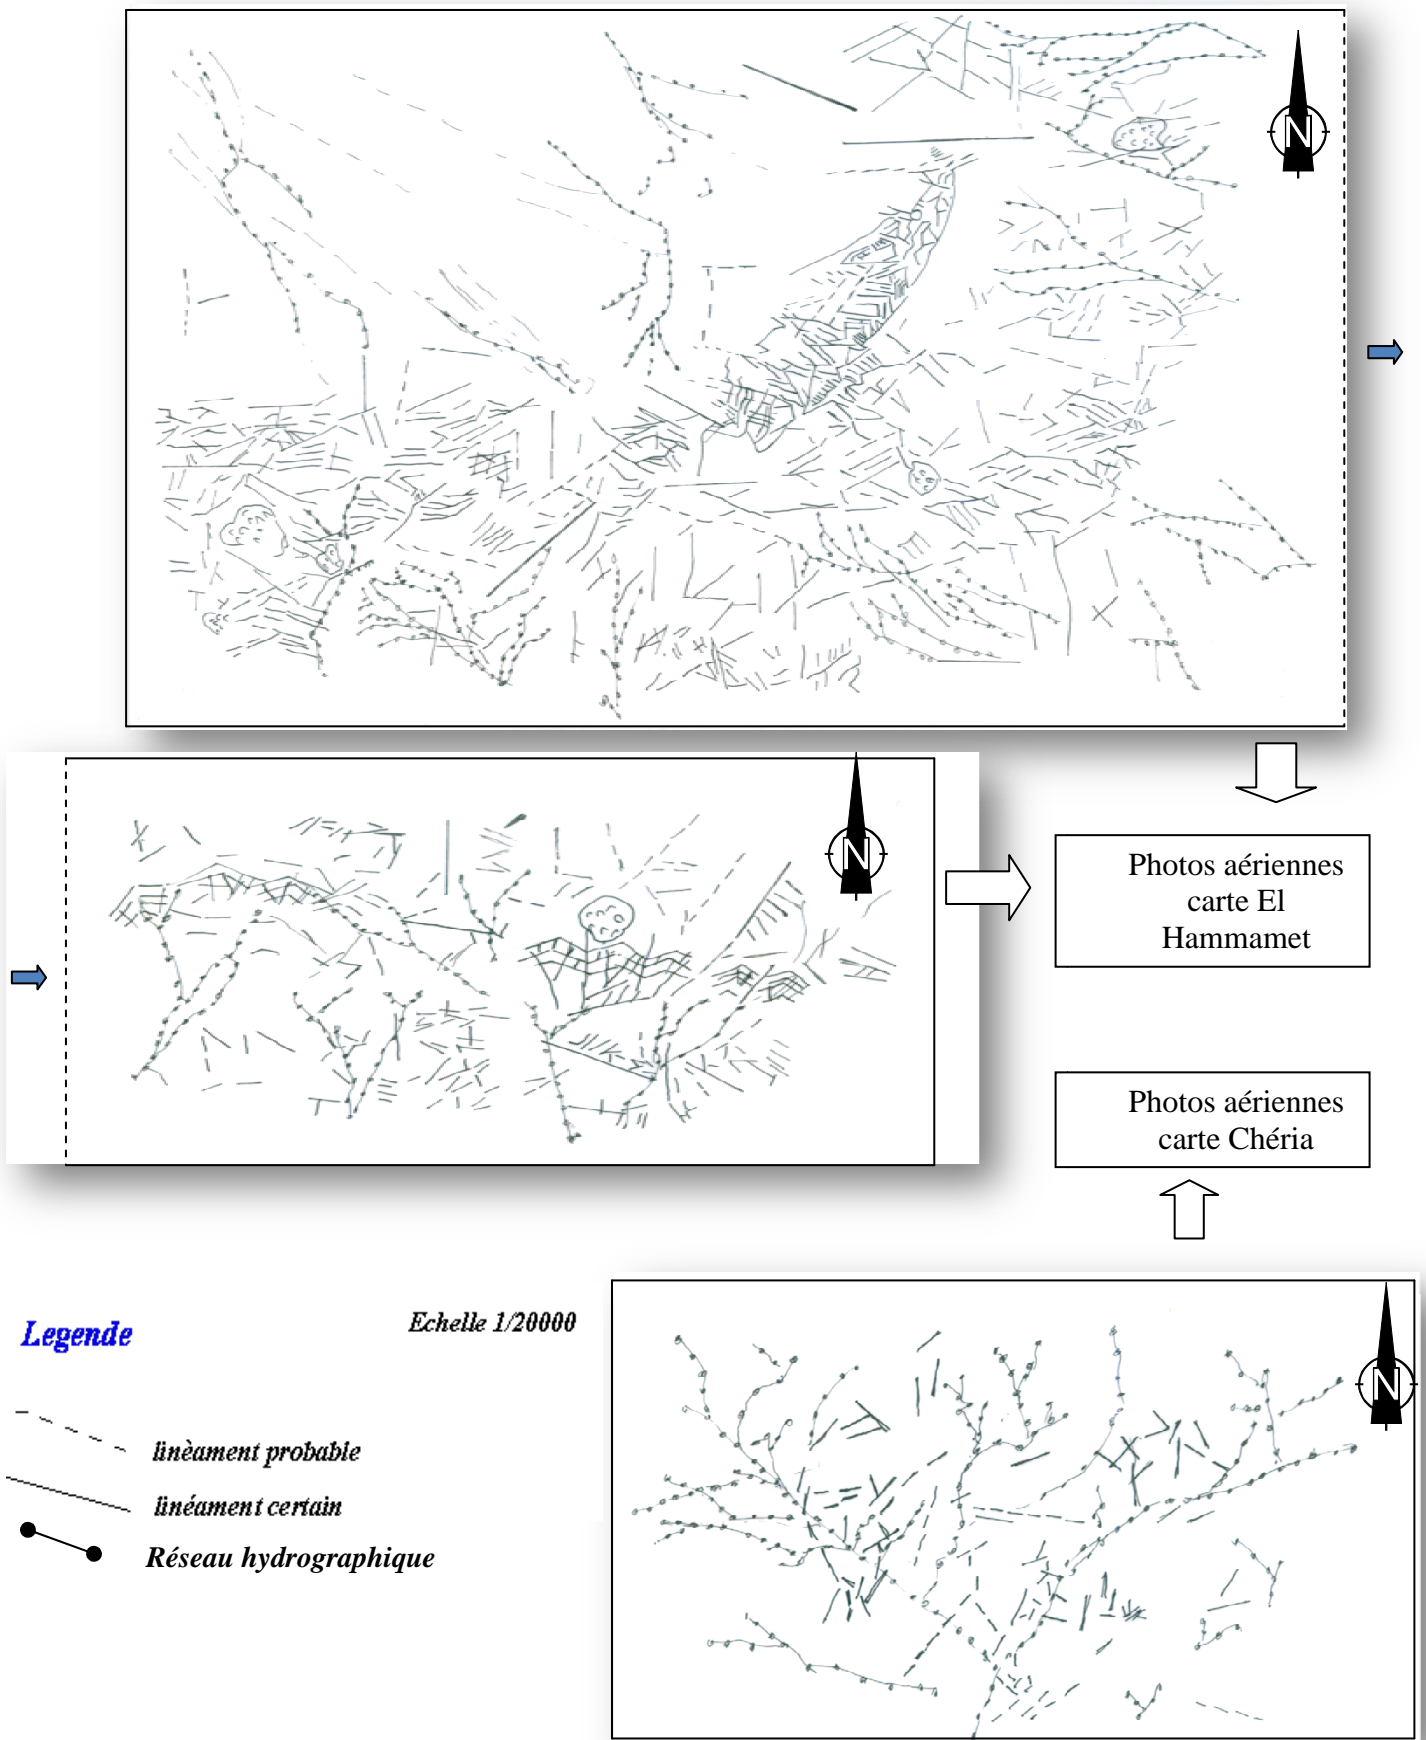 N
N
Photos aériennes
carte El
Hammamet
Photos aériennes
carte Chéria
Legende
Echelle 1/20000
N
linèament probable
linéament certain
Réseau hydrographique